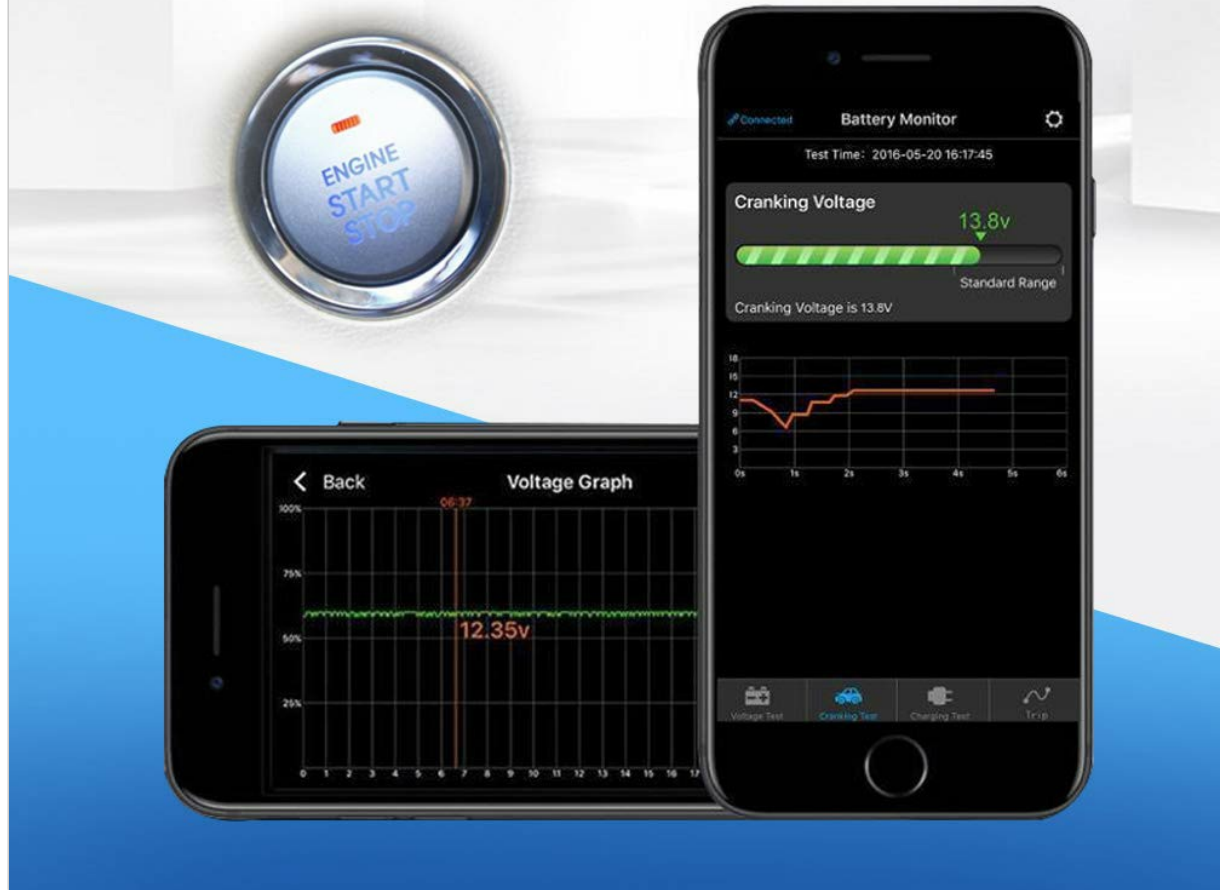 ENGINE
START
STOP
Connected
Battery Monitor
Test Time: 2016-05-20 16:17:45
Cranking Voltage
13.8v
Standard Range
Cranking Voltage is 13.8V
18
15
12
9
6
3
0s 1s 2s 3s 4s 5s 6s
Voltage Test Cranking Test Charging Test Trip
Back Voltage Graph
06:37
100%
75%
12.35v
50%
25%
0 1 2 3 4 5 6 7 8 9 10 11 12 13 14 15 16 17